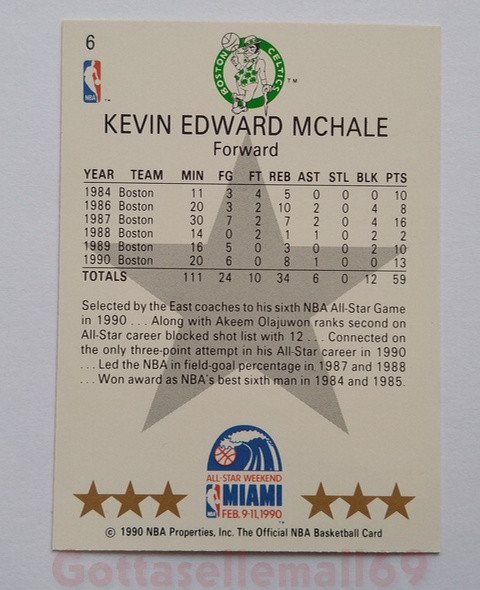 6
BOSTON CELTICS TM
NBA
KEVIN EDWARD MCHALE
Forward
YEAR TEAM MIN FG FT REB AST STL BLK PTS
1984 Boston 11 3 4 5 0 0 0 10
1986 Boston 20 3 2 10 2 0 4 8
1987 Boston 30 7 2 7 2 0 4 16
1988 Boston 14 0 2 1 1 0 2 2
1989 Boston 16 5 0 3 0 0 2 10
1990 Boston 20 6 0 8 1 0 0 13
TOTALS 111 24 10 34 6 0 12 59
Selected by the East coaches to his sixth NBA All-Star Game
in 1990 . . . Along with Akeem Olajuwon ranks second on
All-Star career blocked shot list with 12 . . . Connected on
the only three-point attempt in his All-Star career in 1990
. . . Led the NBA in field-goal percentage in 1987 and 1988
. . . Won award as NBA's best sixth man in 1984 and 1985.
ALL-STAR WEEKEND
NBA MIAMI
FEB. 9-11, 1990
© 1990 NBA Properties, Inc. The Official NBA Basketball Card
Gottasellemall69